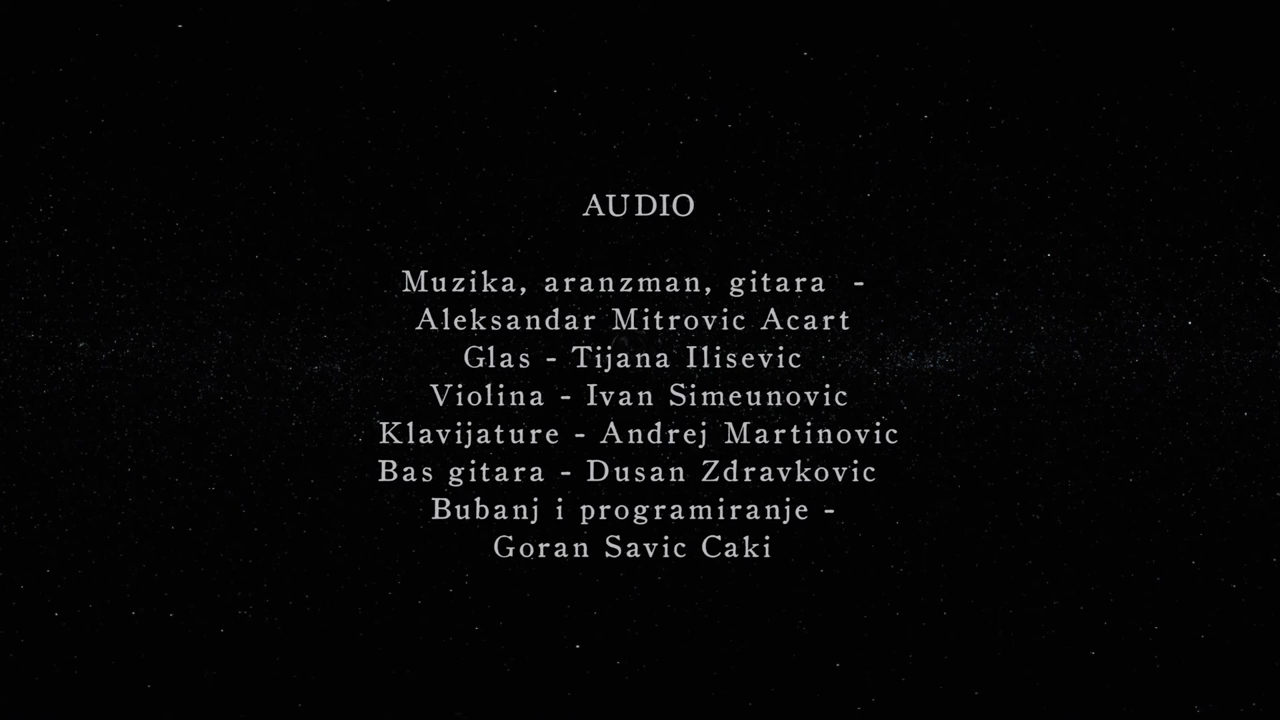 AUDIO
Muzika, aranzman, gitara -
Aleksandar Mitrovic Acart
Glas - Tijana Ilisevic
Violina - Ivan Simeunovic
Klavijature - Andrej Martinovic
Bas gitara - Dusan Zdravkovic
Bubanj i programiranje -
Goran Savic Caki